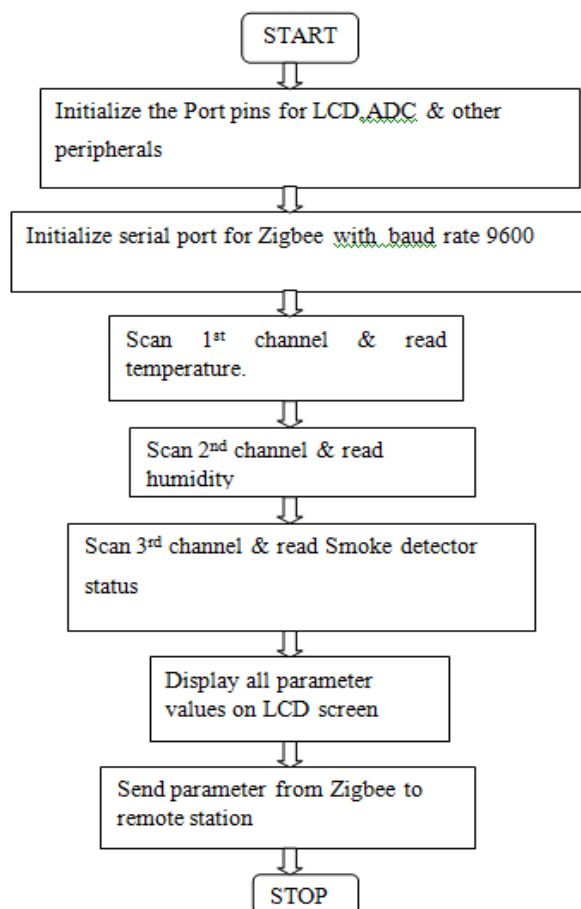 START
Initialize the Port pins for LCD,ADC & other
peripherals
Initialize serial port for Zigbee with baud rate 9600
Scan 1st channel & read
temperature.
Scan 2nd channel & read
humidity
Scan 3rd channel & read Smoke detector
status
Display all parameter
values on LCD screen
Send parameter from Zigbee to
remote station
STOP